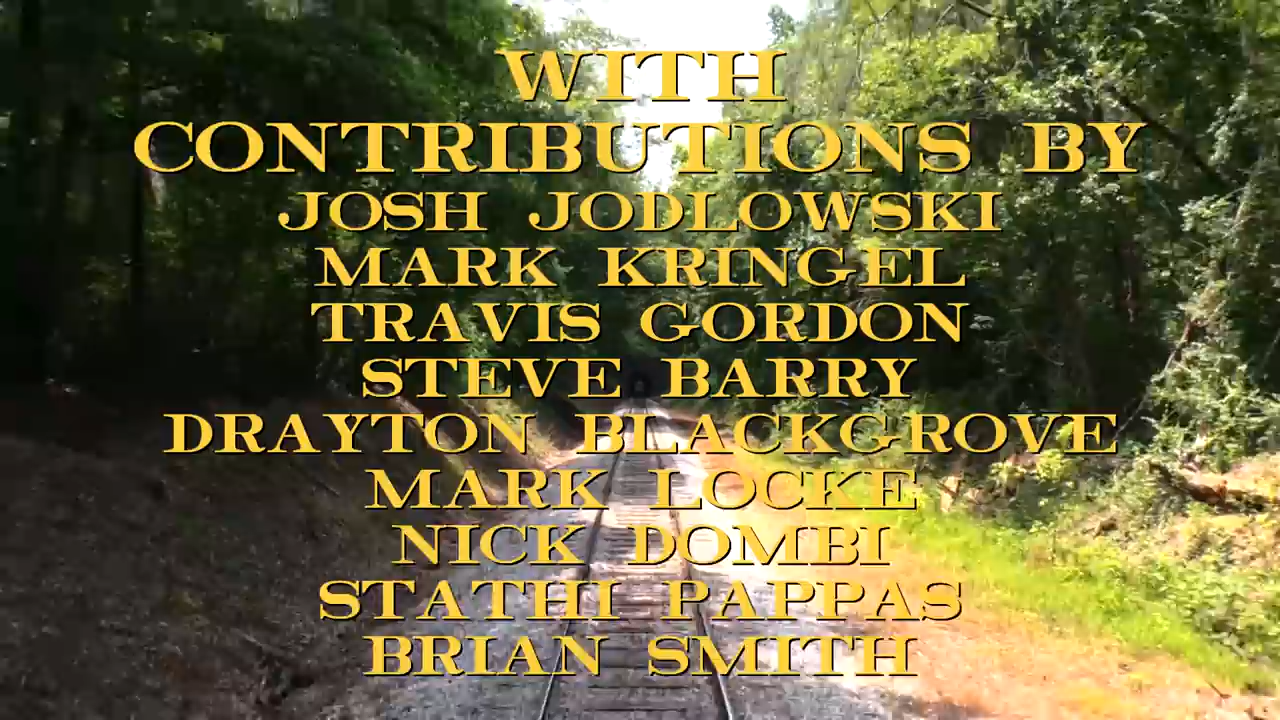 WITH
CONTRIBUTIONS BY
JOSH JODLOWSKI
MARK KRINGEL
TRAVIS GORDON
STEVE BARRY
DRAYTON BLACKGROVE
MARK LOCKE
NICK DOMBI
STATHI PAPPAS
BRIAN SMITH